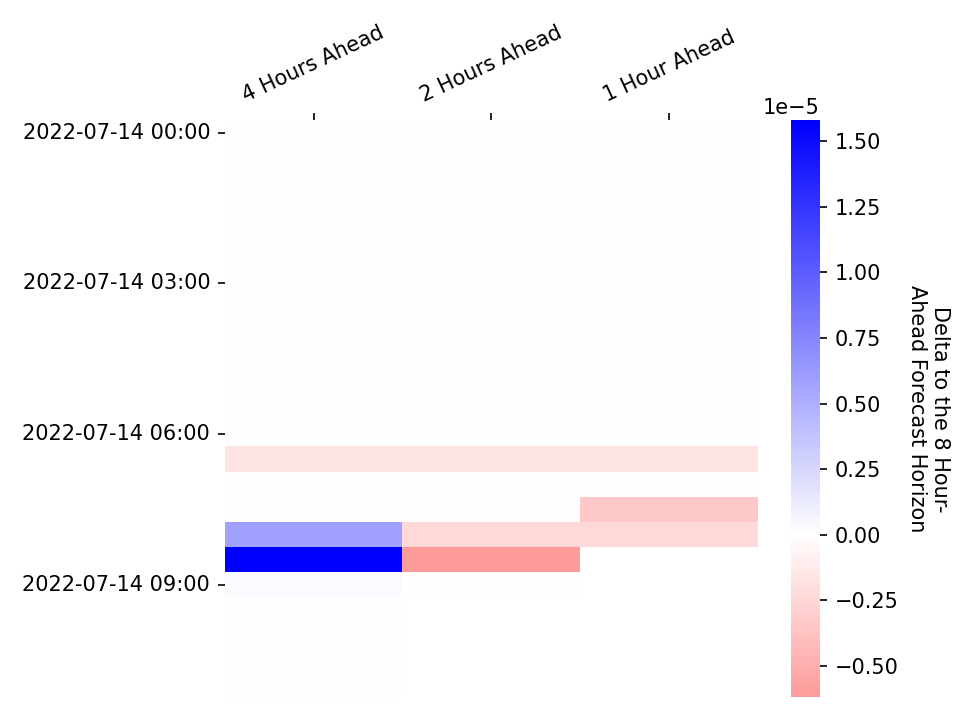 4 Hours Ahead
2 Hours Ahead
1 Hour Ahead
1e−5
2022-07-14 00:00
2022-07-14 03:00
2022-07-14 06:00
2022-07-14 09:00
1.50
1.25
1.00
0.75
0.50
0.25
0.00
−0.25
−0.50
Delta to the 8 Hour-
Ahead Forecast Horizon